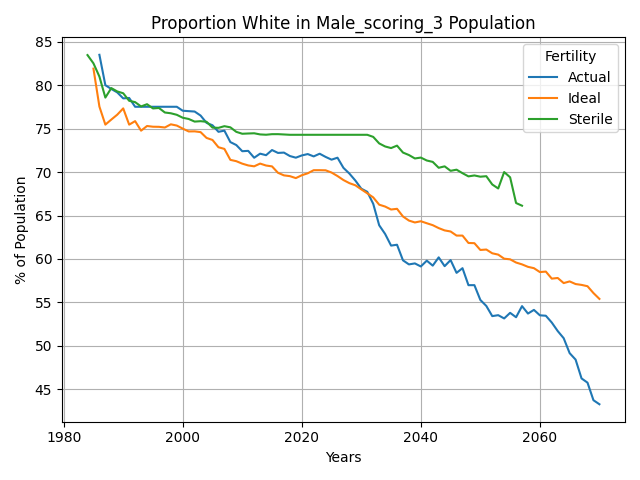 Proportion White in Male_scoring_3 Population
% of Population
85
80
75
70
65
60
55
50
45
1980
2000
2020
2040
2060
Years
Fertility
Actual
Ideal
Sterile